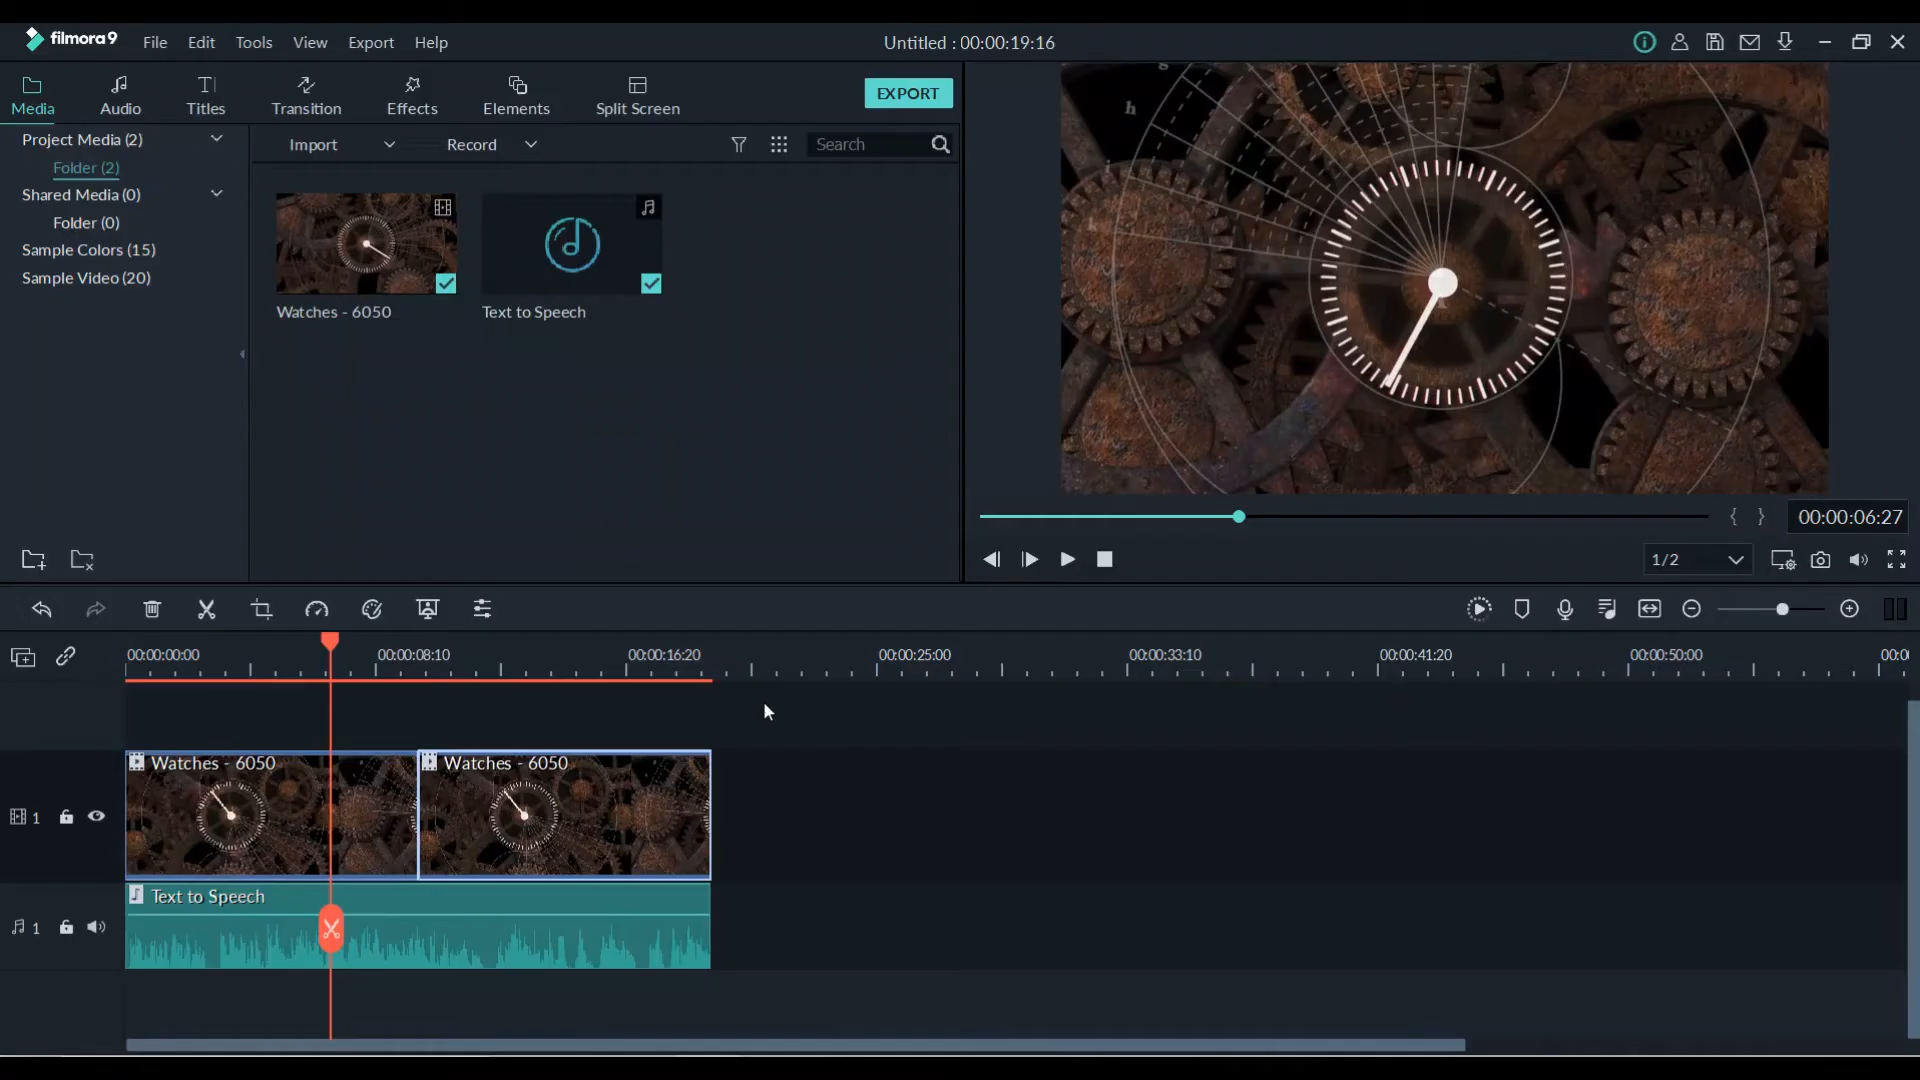 filmora9 File Edit Tools View Export Help
Untitled : 00:00:19:16
Media Audio Titles Transition Effects Elements Split Screen
EXPORT
Project Media (2)
Folder (2)
Shared Media (0)
Folder (0)
Sample Colors (15)
Sample Video (20)
Import Record
Search
Watches - 6050
Text to Speech
h
00:00:06:27
1/2
00:00:00:00 00:00:08:10 00:00:16:20 00:00:25:00 00:00:33:10 00:00:41:20 00:00:50:00 00:0
Watches - 6050 Watches - 6050
1
Text to Speech
1